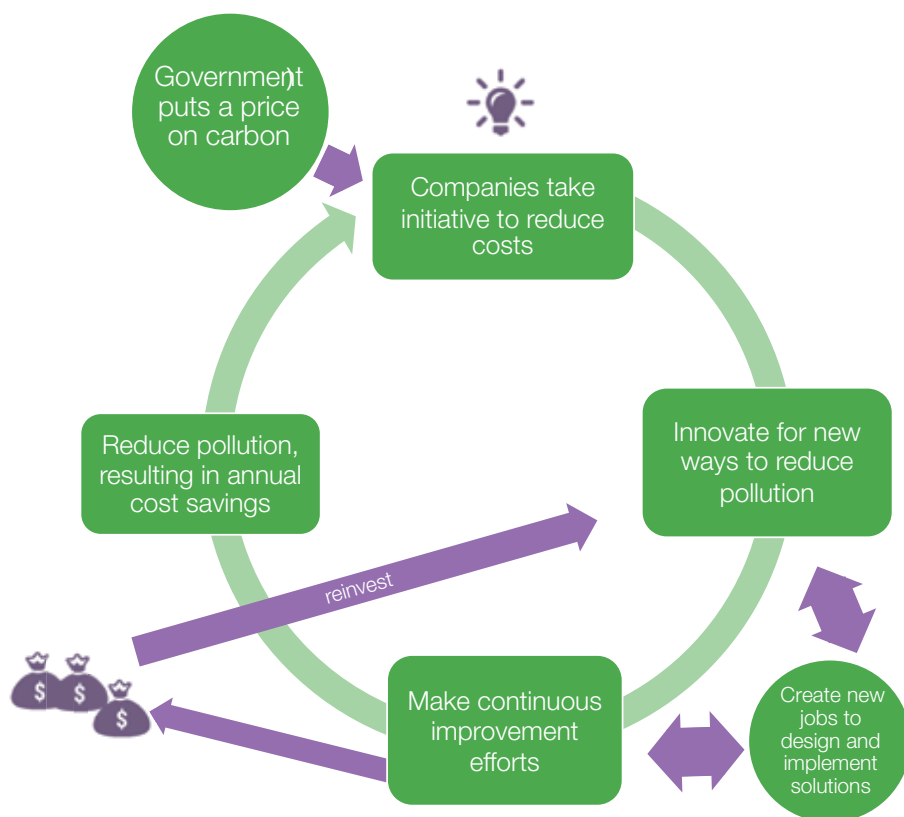 Government)
puts a price
on carbon
Companies take
initiative to reduce
costs
Innovate for new
ways to reduce
pollution
Reduce pollution,
resulting in annual
cost savings
reinvest
$ $ $
Make continuous
improvement
efforts
Create new
jobs to
design and
implement
solutions